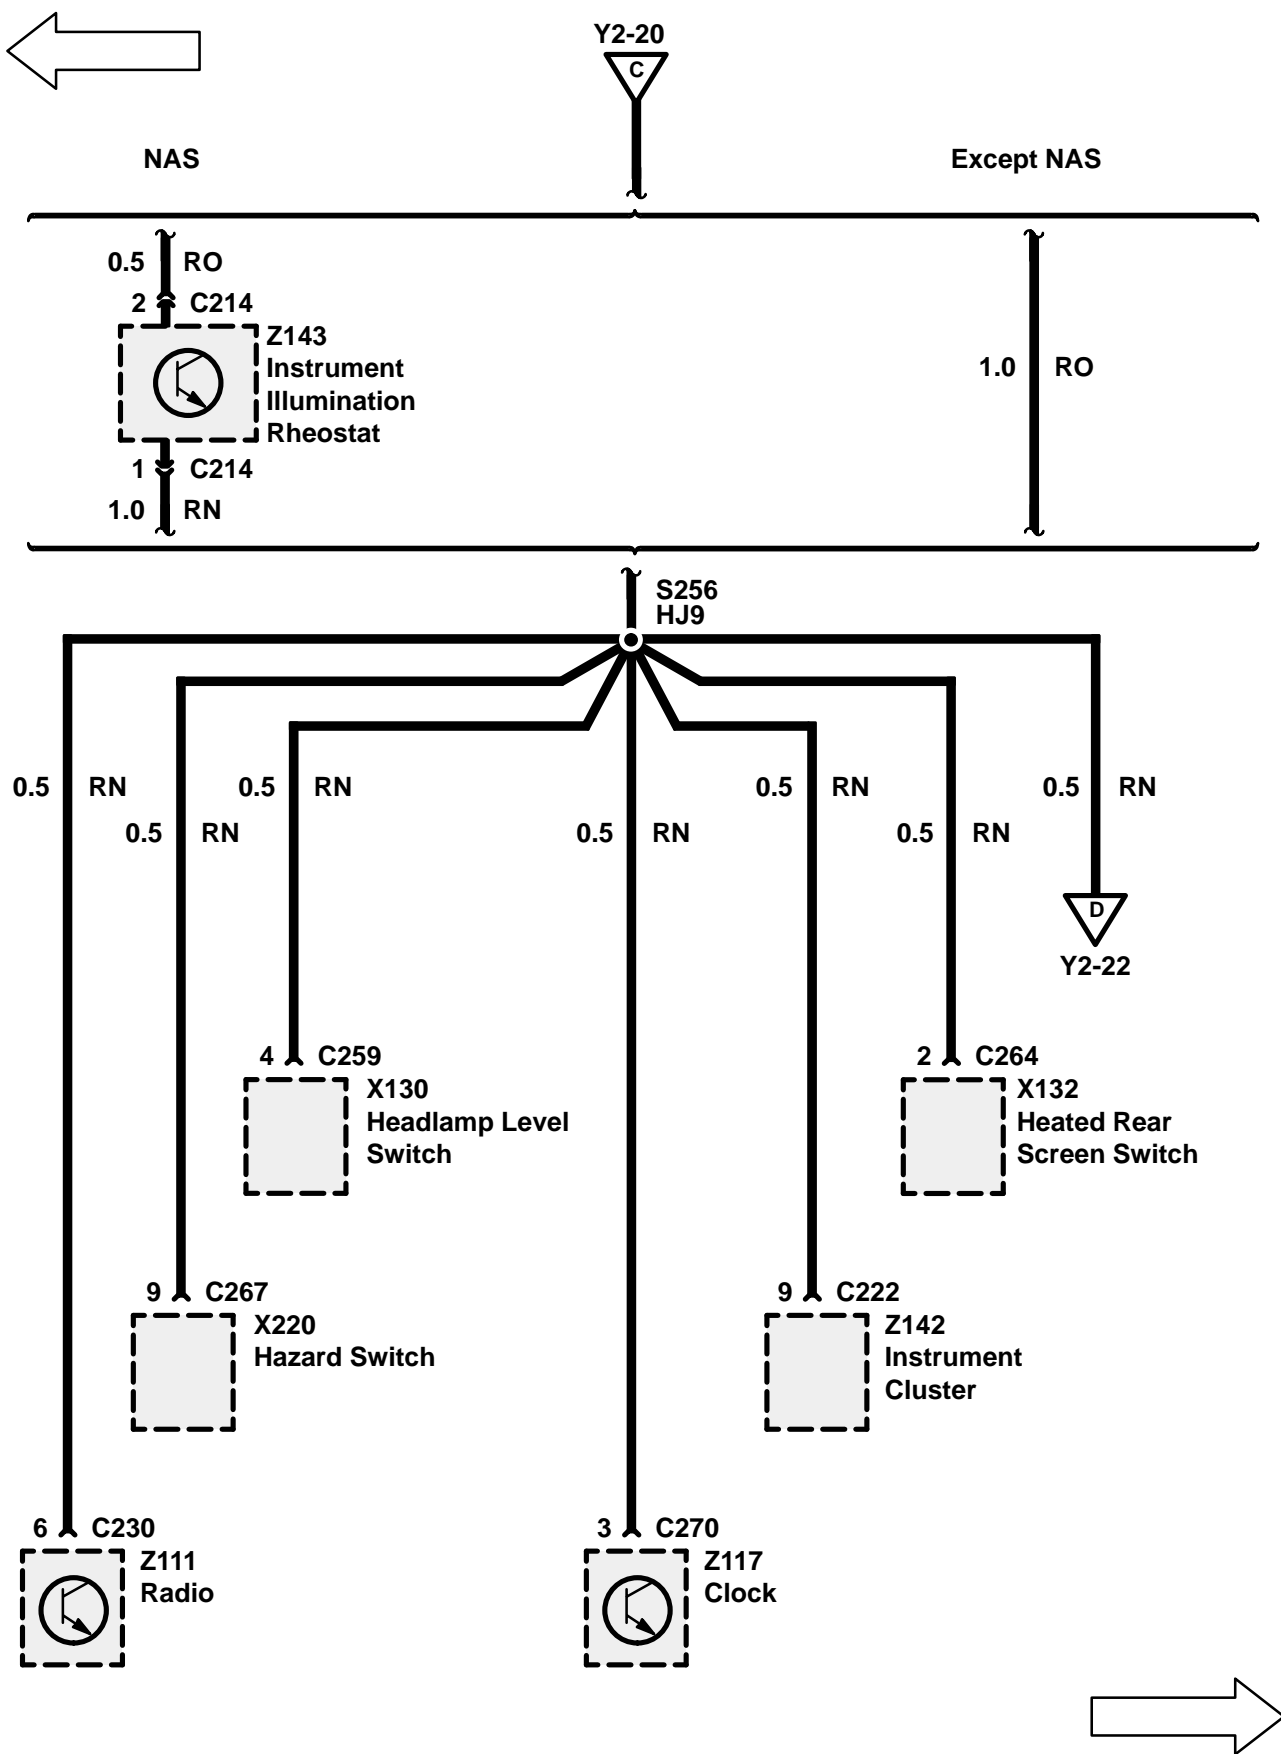 Y2-20
C
NAS
Except NAS
0.5 RO
2 C214
Z143
Instrument
Illumination
Rheostat
1.0 RO
1 C214
1.0 RN
S256
HJ9
0.5 RN
0.5 RN
0.5 RN
0.5 RN
0.5 RN
0.5 RN
0.5 RN
D
Y2-22
4 C259
X130
Headlamp Level
Switch
2 C264
X132
Heated Rear
Screen Switch
9 C267
X220
Hazard Switch
9 C222
Z142
Instrument
Cluster
6 C230
Z111
Radio
3 C270
Z117
Clock